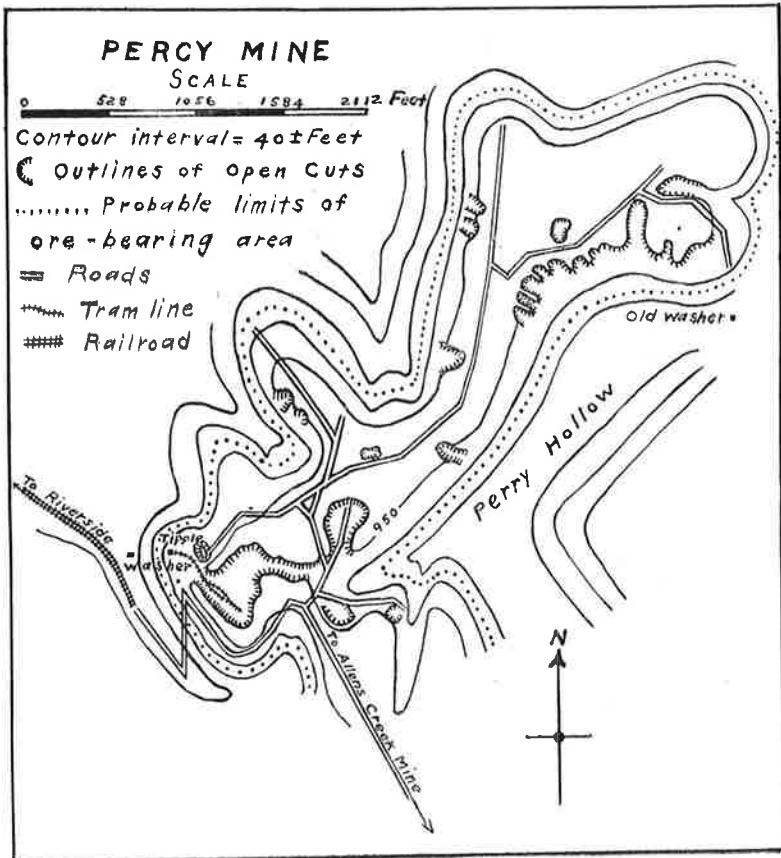 PERCY MINE
SCALE
0 528 1056 1584 2112 Feet
Contour interval = 40± Feet
Outlines of Open Cuts
Probable limits of
ore-bearing area
Roads
Tram line
Railroad
Old washer
Perry Hollow
950
To Riverside
Tipple
Washer
To Allens Creek Mine
N